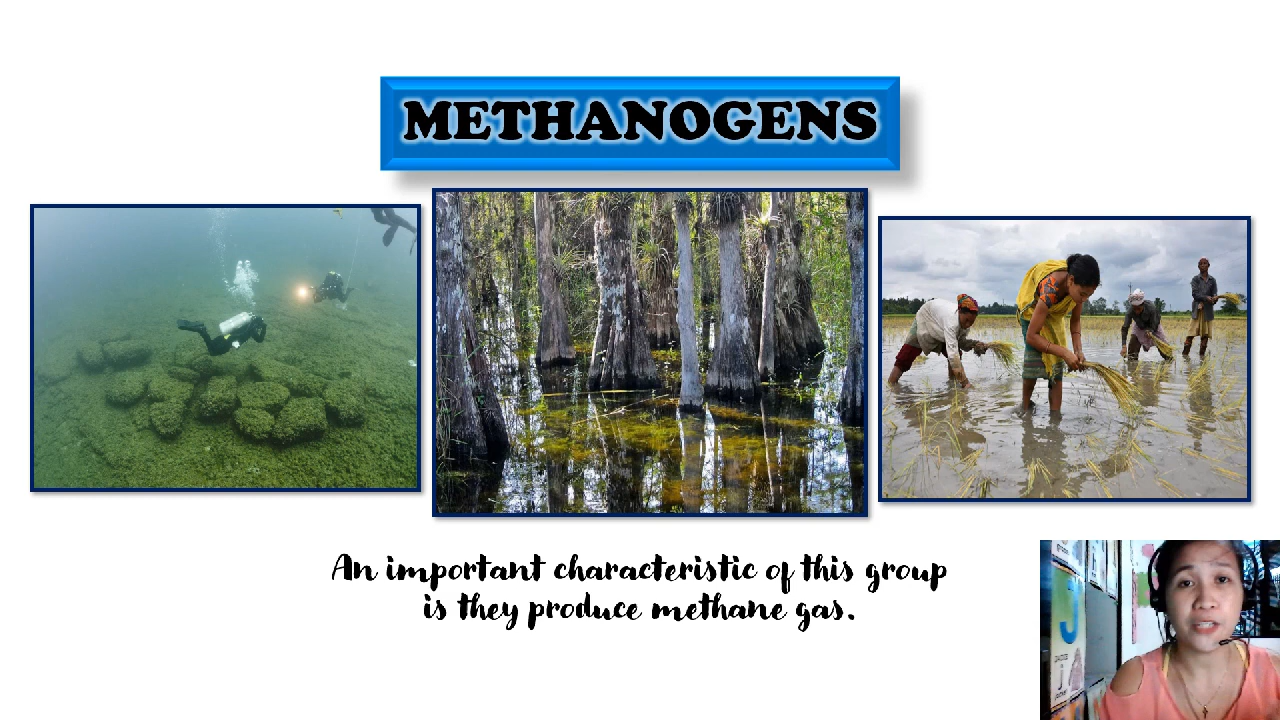 METHANOGENS
An important characteristic of this group
is they produce methane gas.